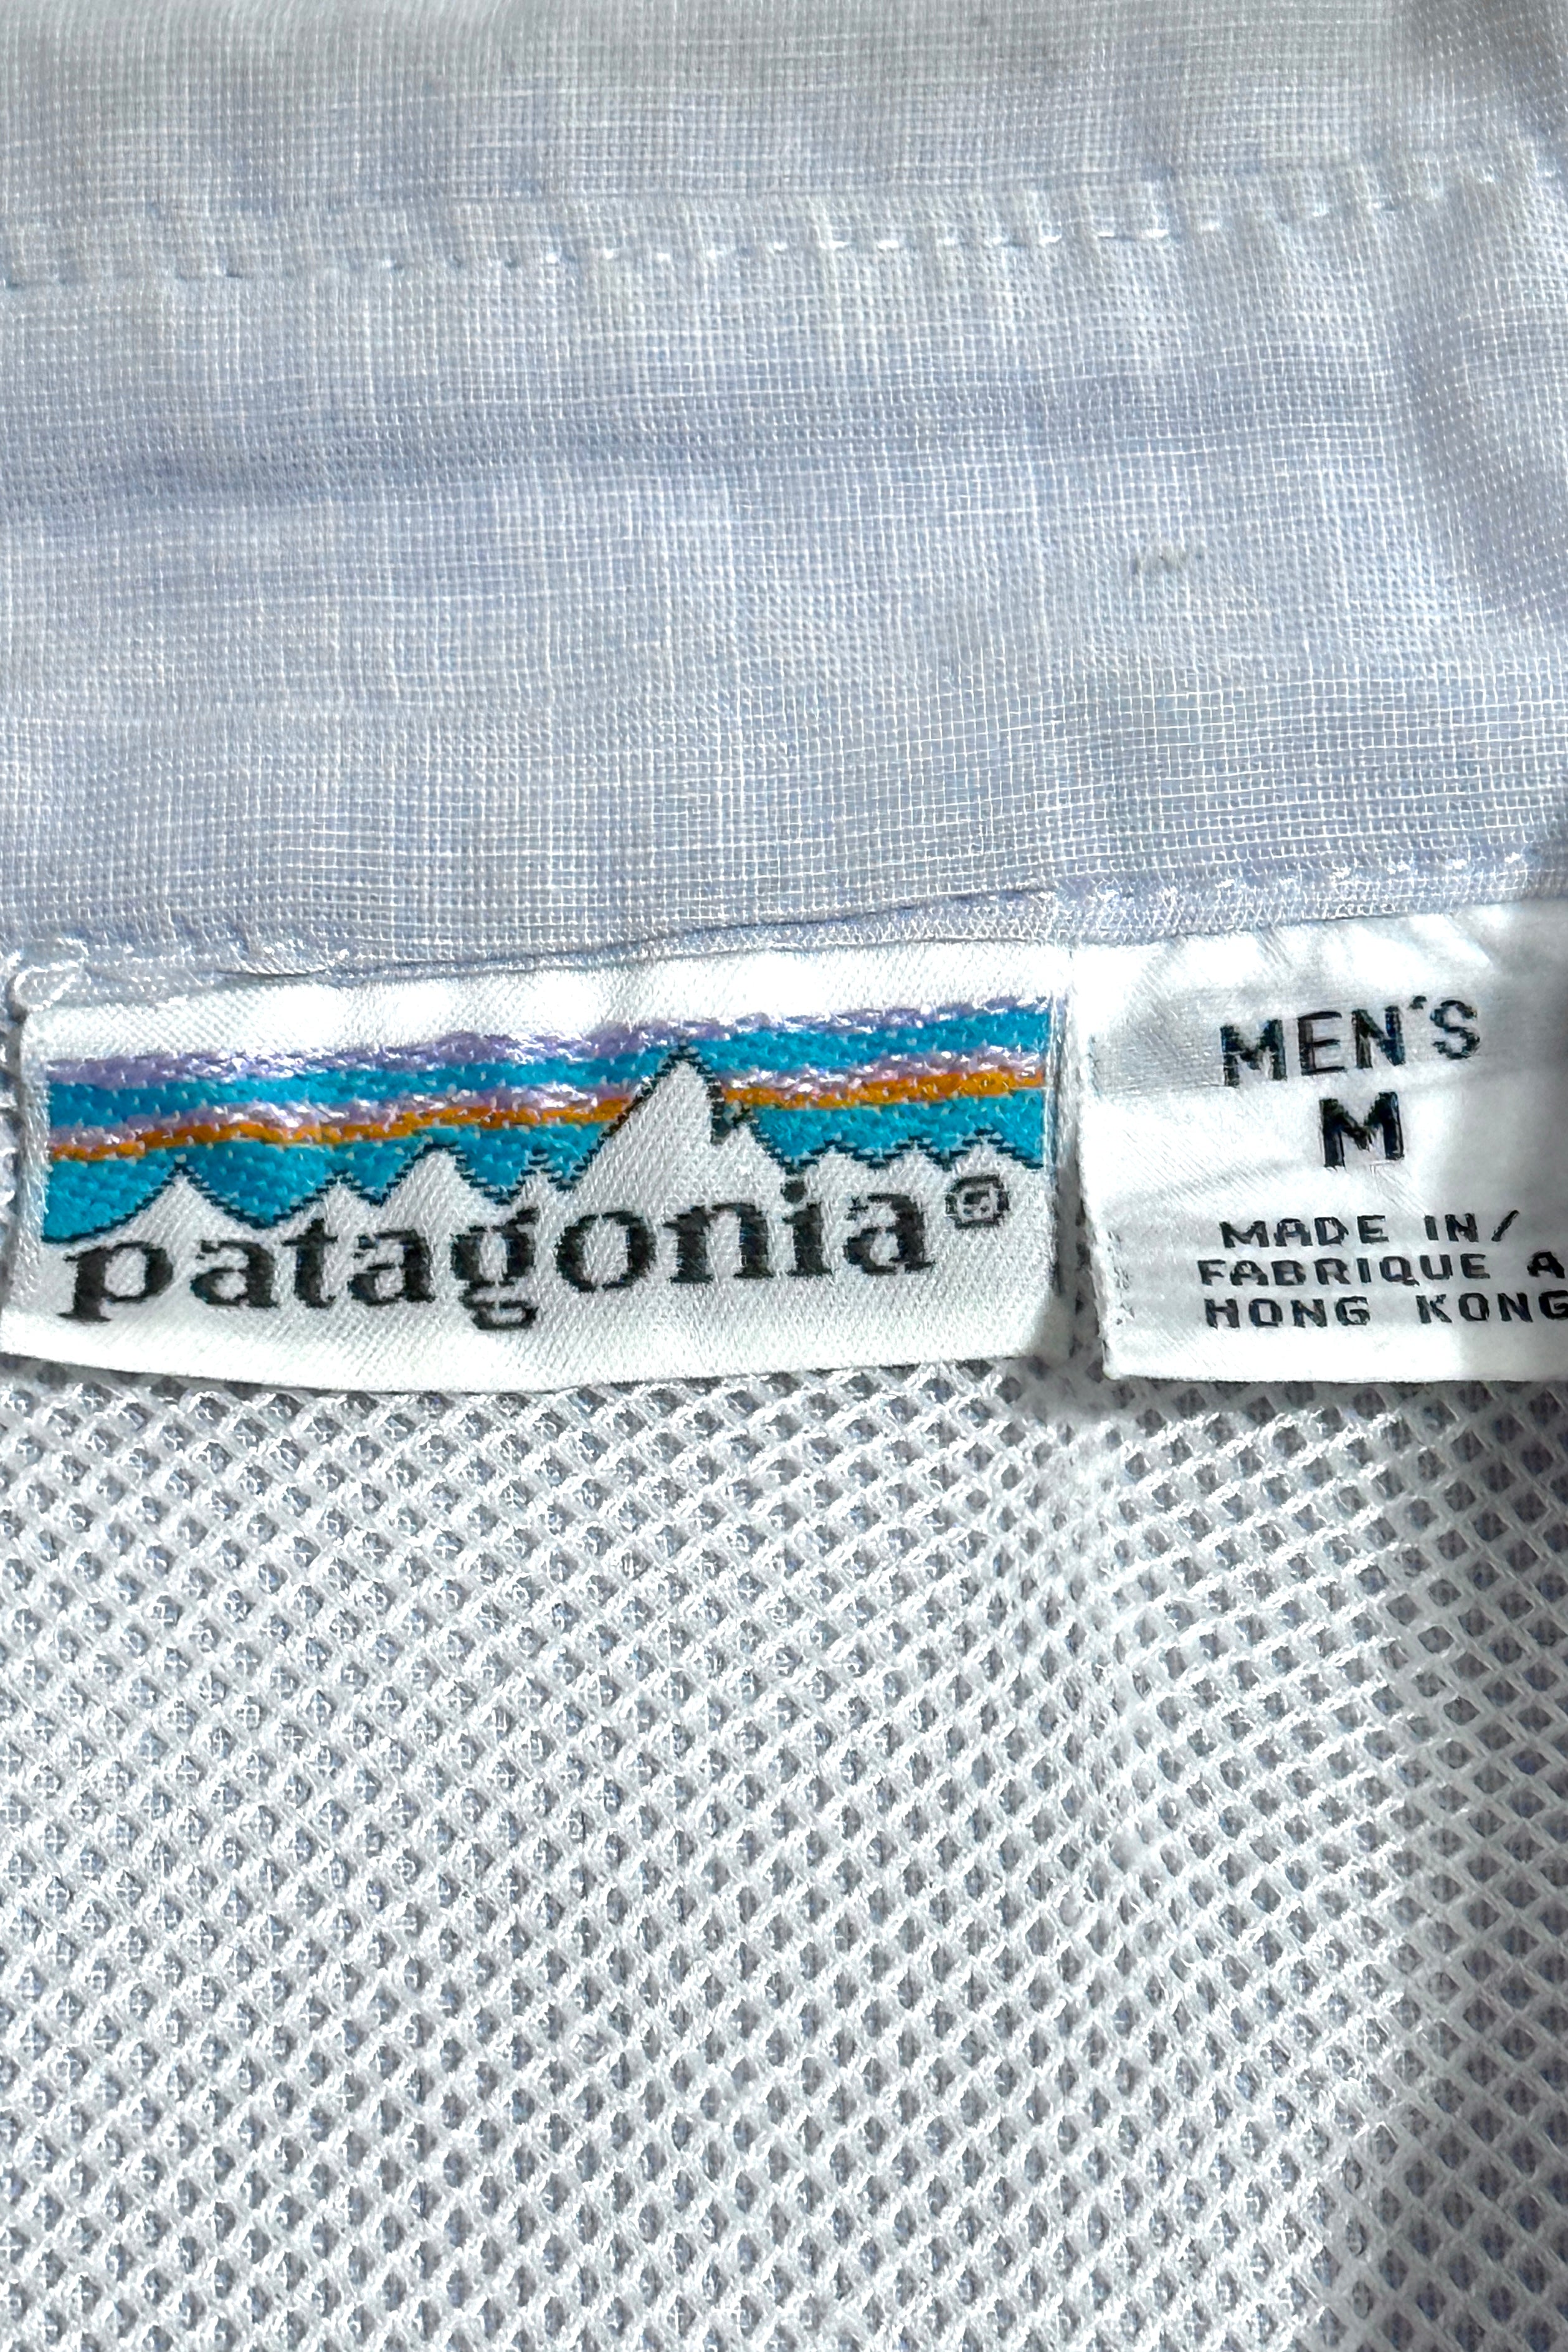 patagonia®
MEN'S
M
MADE IN/
FABRIQUE A
HONG KONG